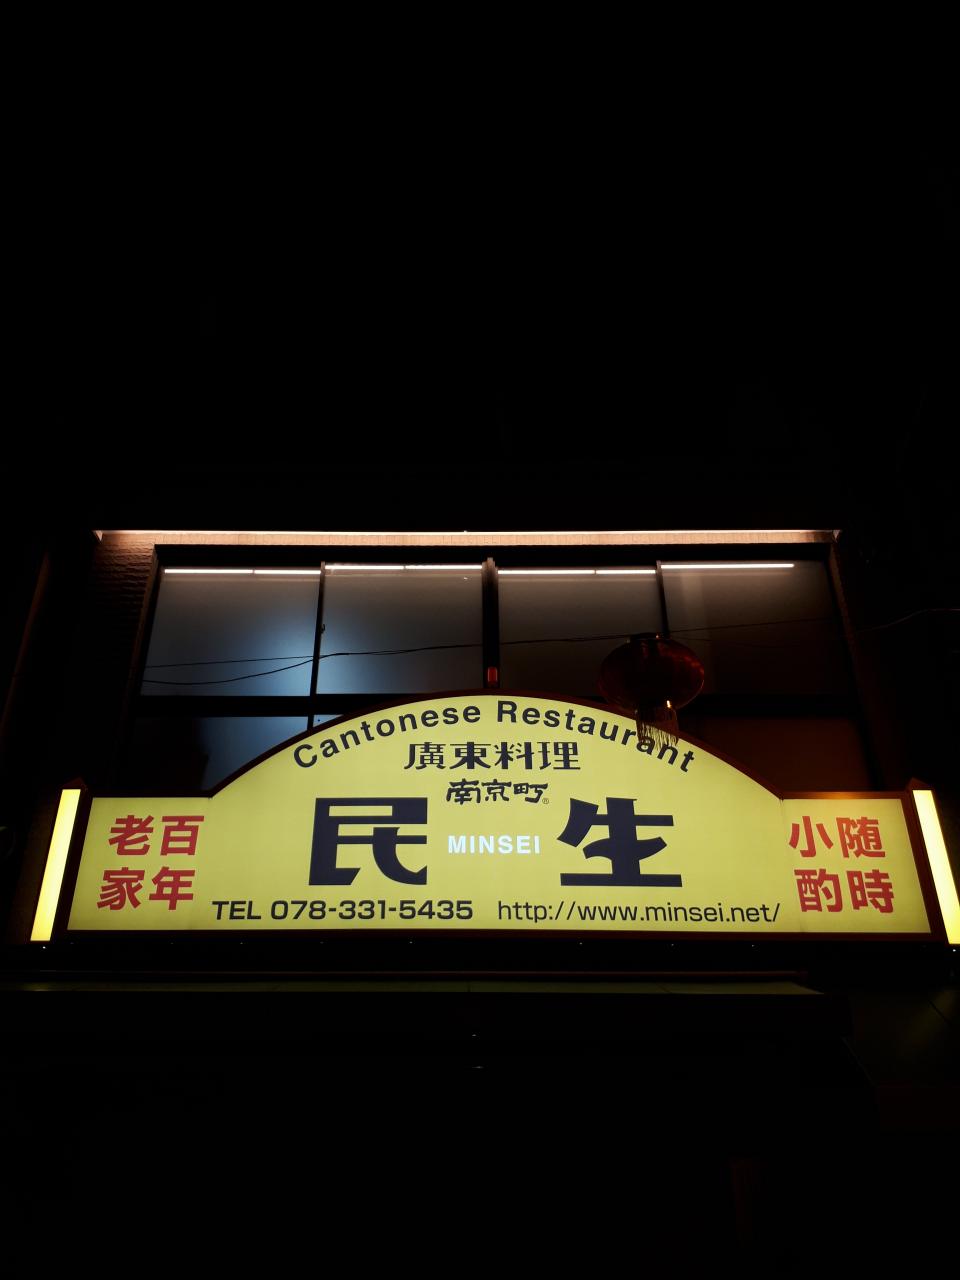 Cantonese Restaurant
廣東料理
南京町®
民 MINSEI 生
百年
老家
随時
小酌
TEL 078-331-5435 http://www.minsei.net/